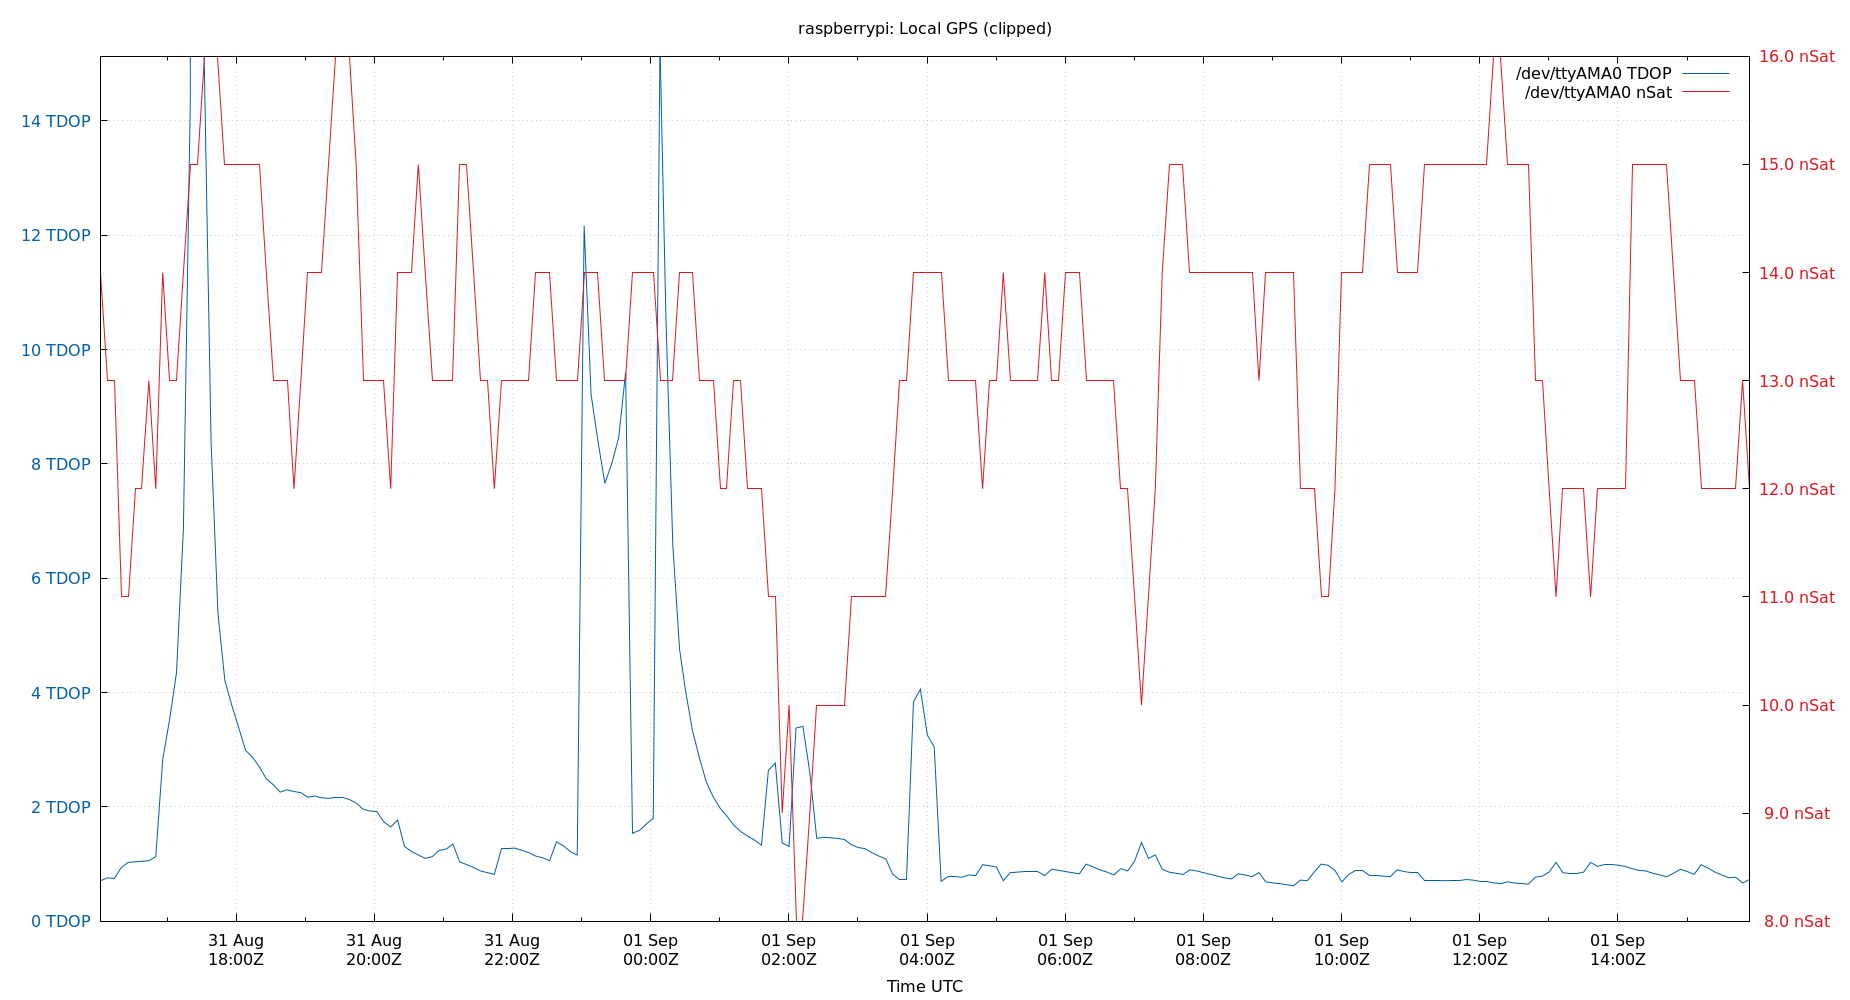 raspberrypi: Local GPS (clipped)
/dev/ttyAMA0 TDOP
/dev/ttyAMA0 nSat
14 TDOP
12 TDOP
10 TDOP
8 TDOP
6 TDOP
4 TDOP
2 TDOP
0 TDOP
16.0 nSat
15.0 nSat
14.0 nSat
13.0 nSat
12.0 nSat
11.0 nSat
10.0 nSat
9.0 nSat
8.0 nSat
31 Aug
18:00Z
31 Aug
20:00Z
31 Aug
22:00Z
01 Sep
00:00Z
01 Sep
02:00Z
01 Sep
04:00Z
01 Sep
06:00Z
01 Sep
08:00Z
01 Sep
10:00Z
01 Sep
12:00Z
01 Sep
14:00Z
Time UTC